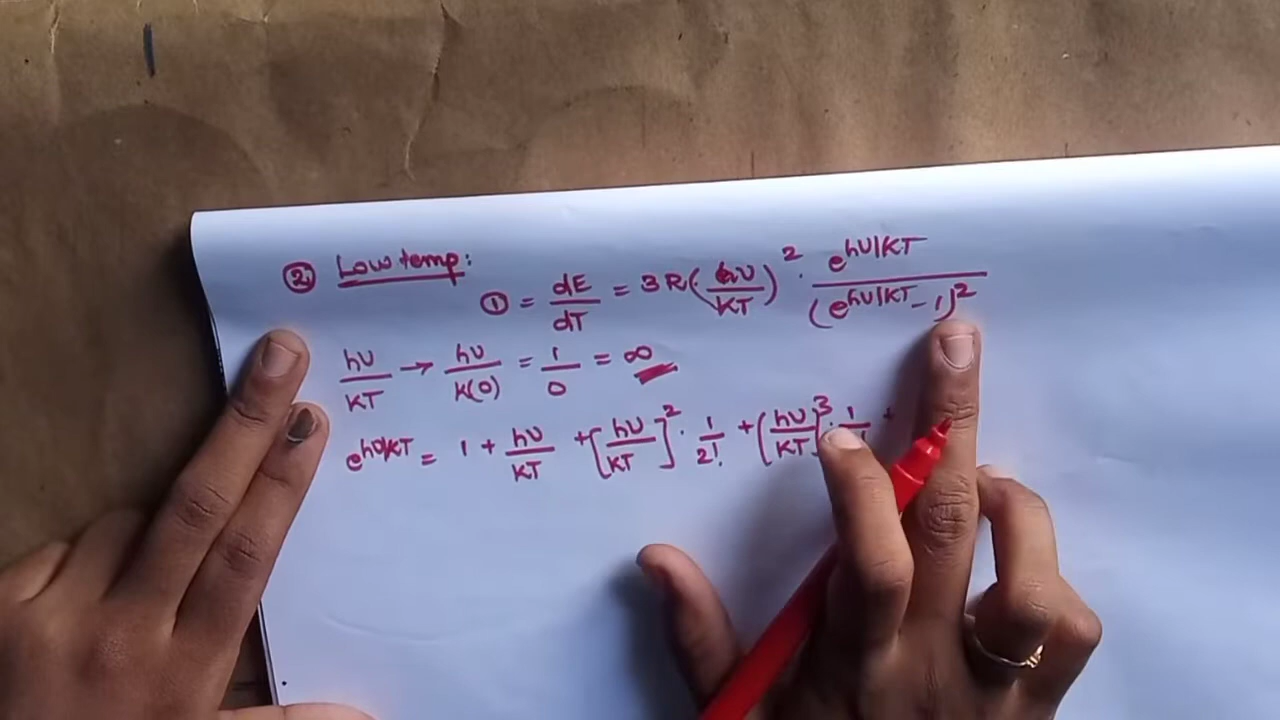 ② Low temp:
① = dE/dT = 3R(hυ/KT)² · e^hυ/KT / (e^hυ/KT - 1)²
hυ/KT → hυ/K(0) = 1/0 = ∞
e^hυ/KT = 1 + hυ/KT + [hυ/KT]² · 1/2! + [hυ/KT]³ · 1/ +